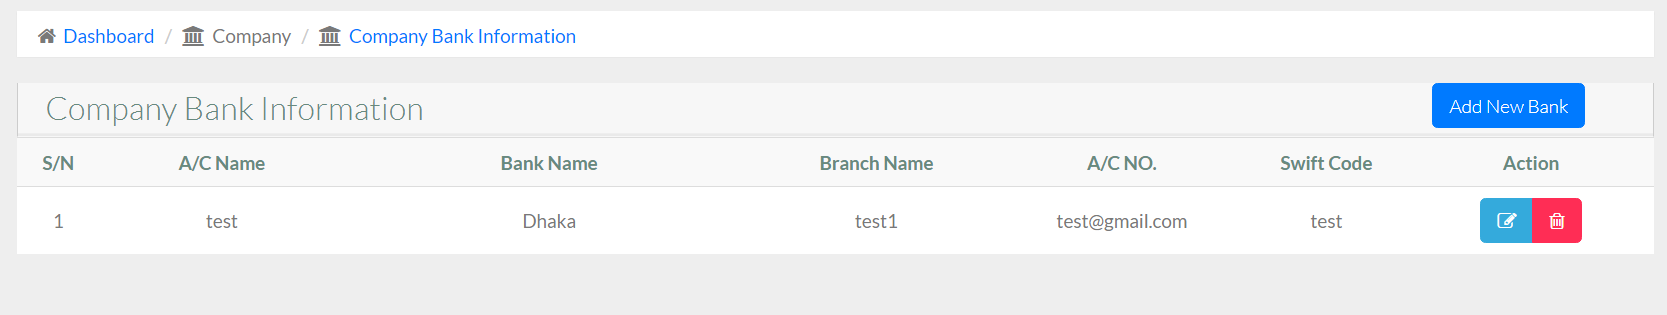 Dashboard / Company / Company Bank Information
Company Bank Information
Add New Bank
S/N A/C Name Bank Name Branch Name A/C NO. Swift Code Action
1 test Dhaka test1 test@gmail.com test